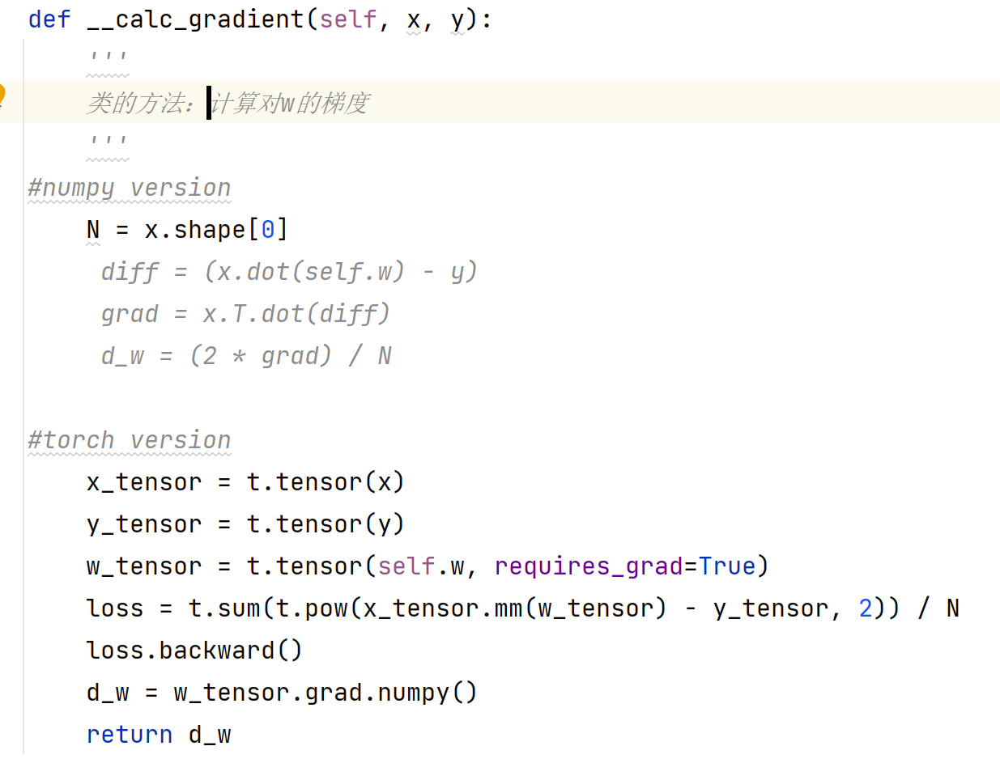 def __calc_gradient(self, x, y):
    '''
    类的方法：计算对w的梯度
    '''
#numpy version
    N = x.shape[0]
     diff = (x.dot(self.w) - y)
     grad = x.T.dot(diff)
     d_w = (2 * grad) / N
#torch version
    x_tensor = t.tensor(x)
    y_tensor = t.tensor(y)
    w_tensor = t.tensor(self.w, requires_grad=True)
    loss = t.sum(t.pow(x_tensor.mm(w_tensor) - y_tensor, 2)) / N
    loss.backward()
    d_w = w_tensor.grad.numpy()
    return d_w